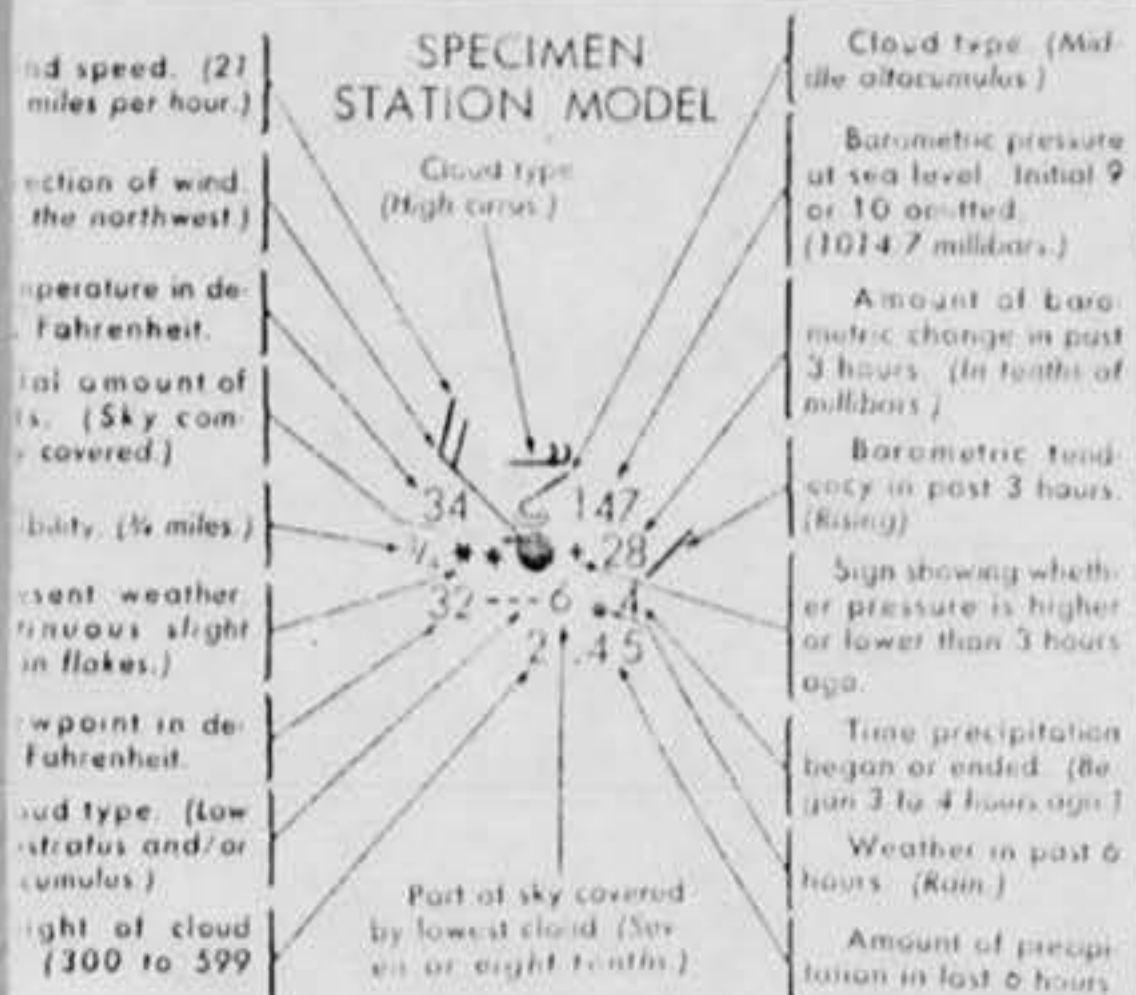 SPECIMEN
STATION MODEL
nd speed. (21
miles per hour.)
ection of wind.
the northwest.)
perature in de-
Fahrenheit.
tal amount of
s. (Sky com-
covered.)
bility. (¾ miles.)
sent weather.
tinuous slight
in flakes.)
wpoint in de-
Fahrenheit.
oud type. (Low
stratus and/or
cumulus.)
ight of cloud
(300 to 599
Cloud type
(High cirrus.)
34 147
¾ + 28
32 --- 6 .4
2 .45
Part of sky covered
by lowest cloud (Sev-
en or eight tenths.)
Cloud type. (Mid-
dle altocumulus.)
Barometric pressure
at sea level. Initial 9
or 10 omitted.
(1014.7 millibars.)
Amount of baro-
metric change in past
3 hours. (In tenths of
millibars.)
Barometric tend-
ency in past 3 hours.
(Rising)
Sign showing wheth-
er pressure is higher
or lower than 3 hours
ago.
Time precipitation
began or ended. (Be-
gan 3 to 4 hours ago.)
Weather in past 6
hours. (Rain.)
Amount of precipi-
tation in last 6 hours